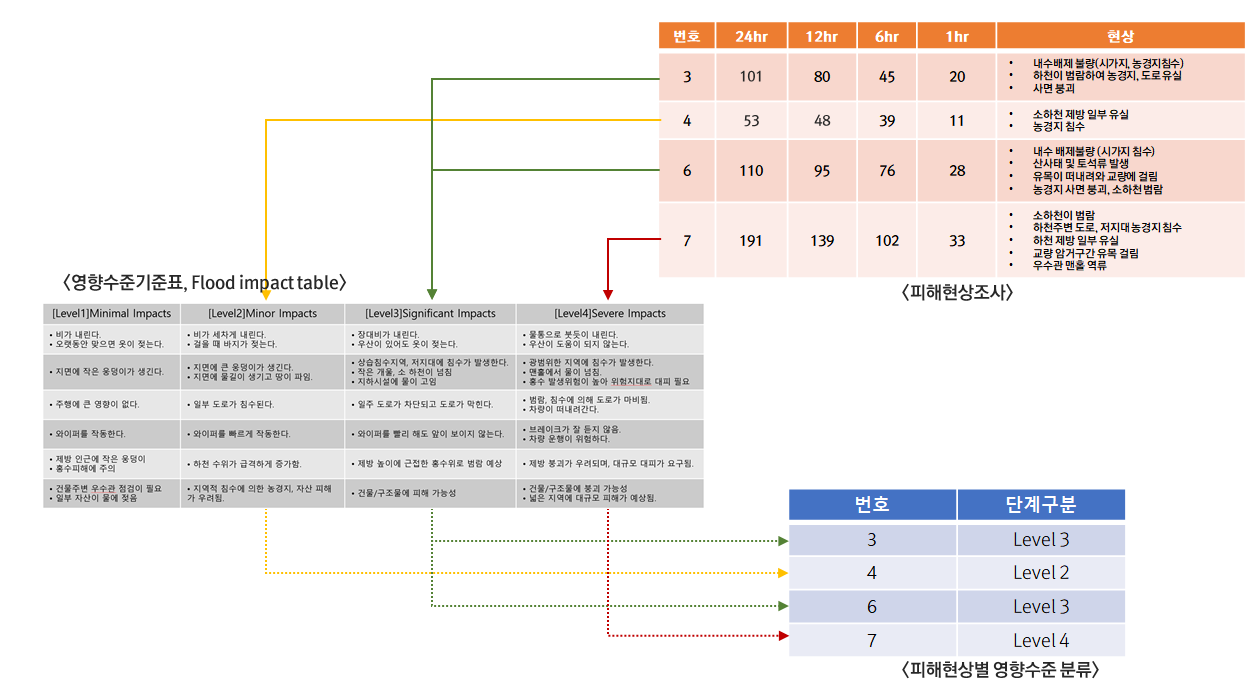 번호 24hr 12hr 6hr 1hr 현상
3 101 80 45 20
• 내수배제 불량(시가지, 농경지침수)
• 하천이 범람하여 농경지, 도로 유실
• 사면 붕괴
4 53 48 39 11
• 소하천 제방 일부 유실
• 농경지 침수
6 110 95 76 28
• 내수 배제불량 (시가지 침수)
• 산사태 및 토석류 발생
• 유목이 떠내려와 교량에 걸림
• 농경지 사면 붕괴, 소하천 범람
7 191 139 102 33
• 소하천이 범람
• 하천주변 도로, 저지대 농경지 침수
• 하천 제방 일부 유실
• 교량 암거구간 유목 걸림
• 우수관 맨홀 역류
〈피해현상조사〉
〈영향수준기준표, Flood impact table〉
[Level1]Minimal Impacts [Level2]Minor Impacts [Level3]Significant Impacts [Level4]Severe Impacts
• 비가 내린다.
• 오랫동안 맞으면 옷이 젖는다.
• 비가 세차게 내린다.
• 걸을 때 바지가 젖는다.
• 장대비가 내린다.
• 우산이 있어도 옷이 젖는다.
• 물통으로 붓듯이 내린다.
• 우산이 도움이 되지 않는다.
• 지면에 작은 웅덩이가 생긴다.
• 지면에 큰 웅덩이가 생긴다.
• 지면에 물길이 생기고 땅이 파임.
• 상습침수지역, 저지대에 침수가 발생한다.
• 작은 개울, 소 하천이 넘침
• 지하시설에 물이 고임
• 광범위한 지역에 침수가 발생한다.
• 맨홀에서 물이 넘침.
• 홍수 발생위험이 높아 위험지대로 대피 필요
• 주행에 큰 영향이 없다.
• 일부 도로가 침수된다.
• 일주 도로가 차단되고 도로가 막힌다.
• 범람, 침수에 의해 도로가 마비됨.
• 차량이 떠내려간다.
• 와이퍼를 작동한다.
• 와이퍼를 빠르게 작동한다.
• 와이퍼를 빨리 해도 앞이 보이지 않는다.
• 브레이크가 잘 듣지 않음.
• 차량 운행이 위험하다.
• 제방 인근에 작은 웅덩이
• 홍수피해에 주의
• 하천 수위가 급격하게 증가함.
• 제방 높이에 근접한 홍수위로 범람 예상
• 제방 붕괴가 우려되며, 대규모 대피가 요구됨.
• 건물주변 우수관 점검이 필요
• 일부 자산이 물에 젖음
• 지역적 침수에 의한 농경지, 자산 피해
가 우려됨.
• 건물/구조물에 피해 가능성
• 건물/구조물에 붕괴 가능성
• 넓은 지역에 대규모 피해가 예상됨.
번호 단계구분
3 Level 3
4 Level 2
6 Level 3
7 Level 4
〈피해현상별 영향수준 분류〉